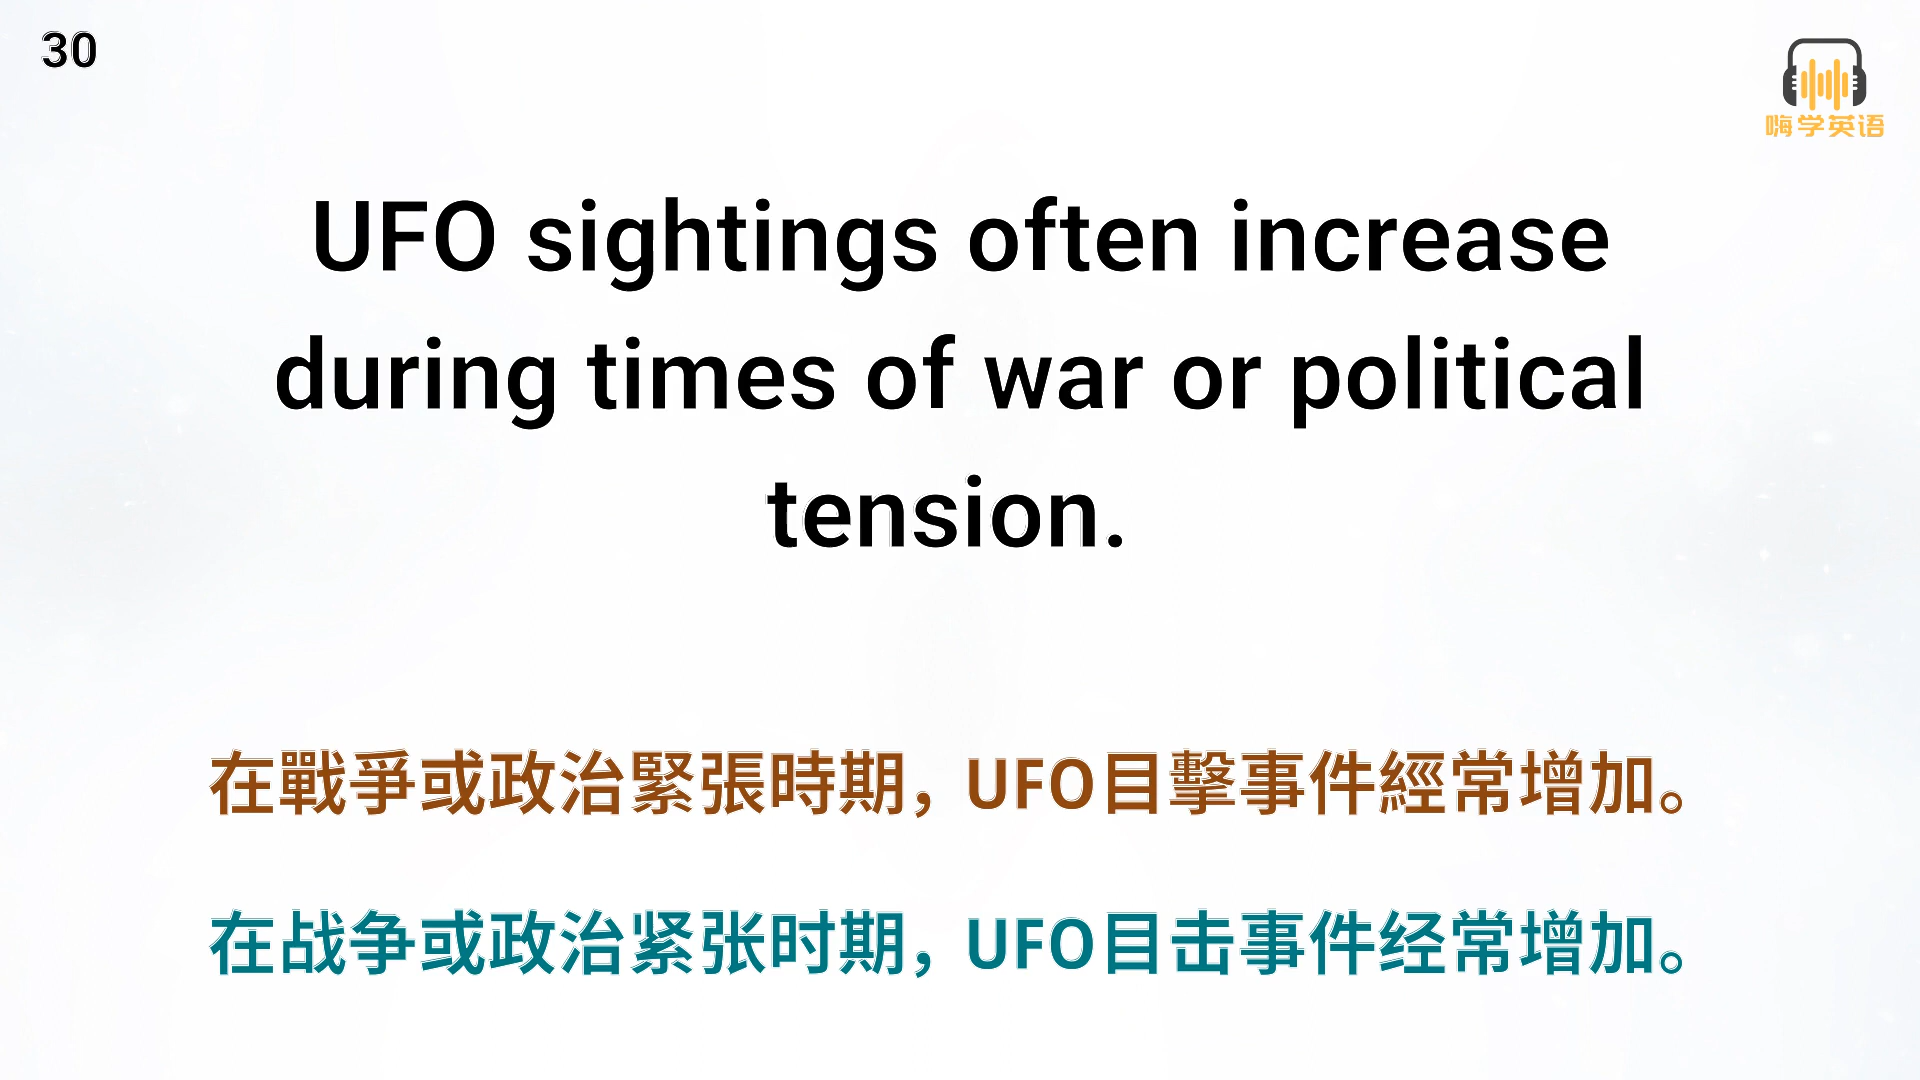 30
嗨学英语
UFO sightings often increase
during times of war or political
tension.
在戰爭或政治緊張時期，UFO目擊事件經常增加。
在战争或政治紧张时期，UFO目击事件经常增加。